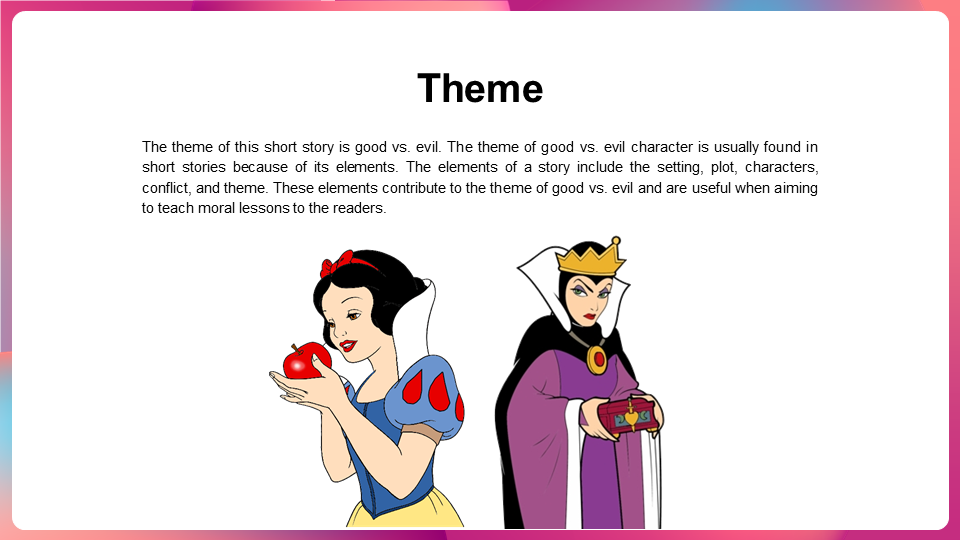 Theme
The theme of this short story is good vs. evil. The theme of good vs. evil character is usually found in
short stories because of its elements. The elements of a story include the setting, plot, characters,
conflict, and theme. These elements contribute to the theme of good vs. evil and are useful when aiming
to teach moral lessons to the readers.